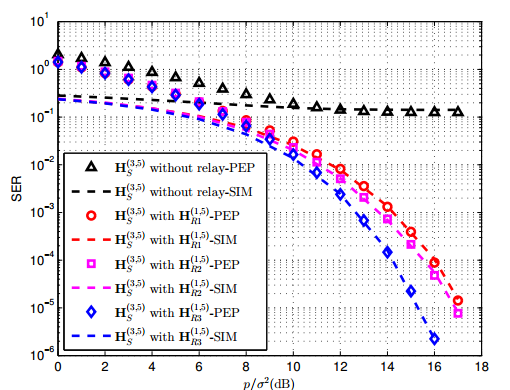 10^1
10^0
10^-1
10^-2
10^-3
10^-4
10^-5
10^-6
SER
H_S^(3,5) without relay-PEP
H_S^(3,5) without relay-SIM
H_S^(3,5) with H_R1^(1,5)-PEP
H_S^(3,5) with H_R1^(1,5)-SIM
H_S^(3,5) with H_R2^(1,5)-PEP
H_S^(3,5) with H_R2^(1,5)-SIM
H_S^(3,5) with H_R3^(1,5)-PEP
H_S^(3,5) with H_R3^(1,5)-SIM
0 2 4 6 8 10 12 14 16 18
p/σ²(dB)